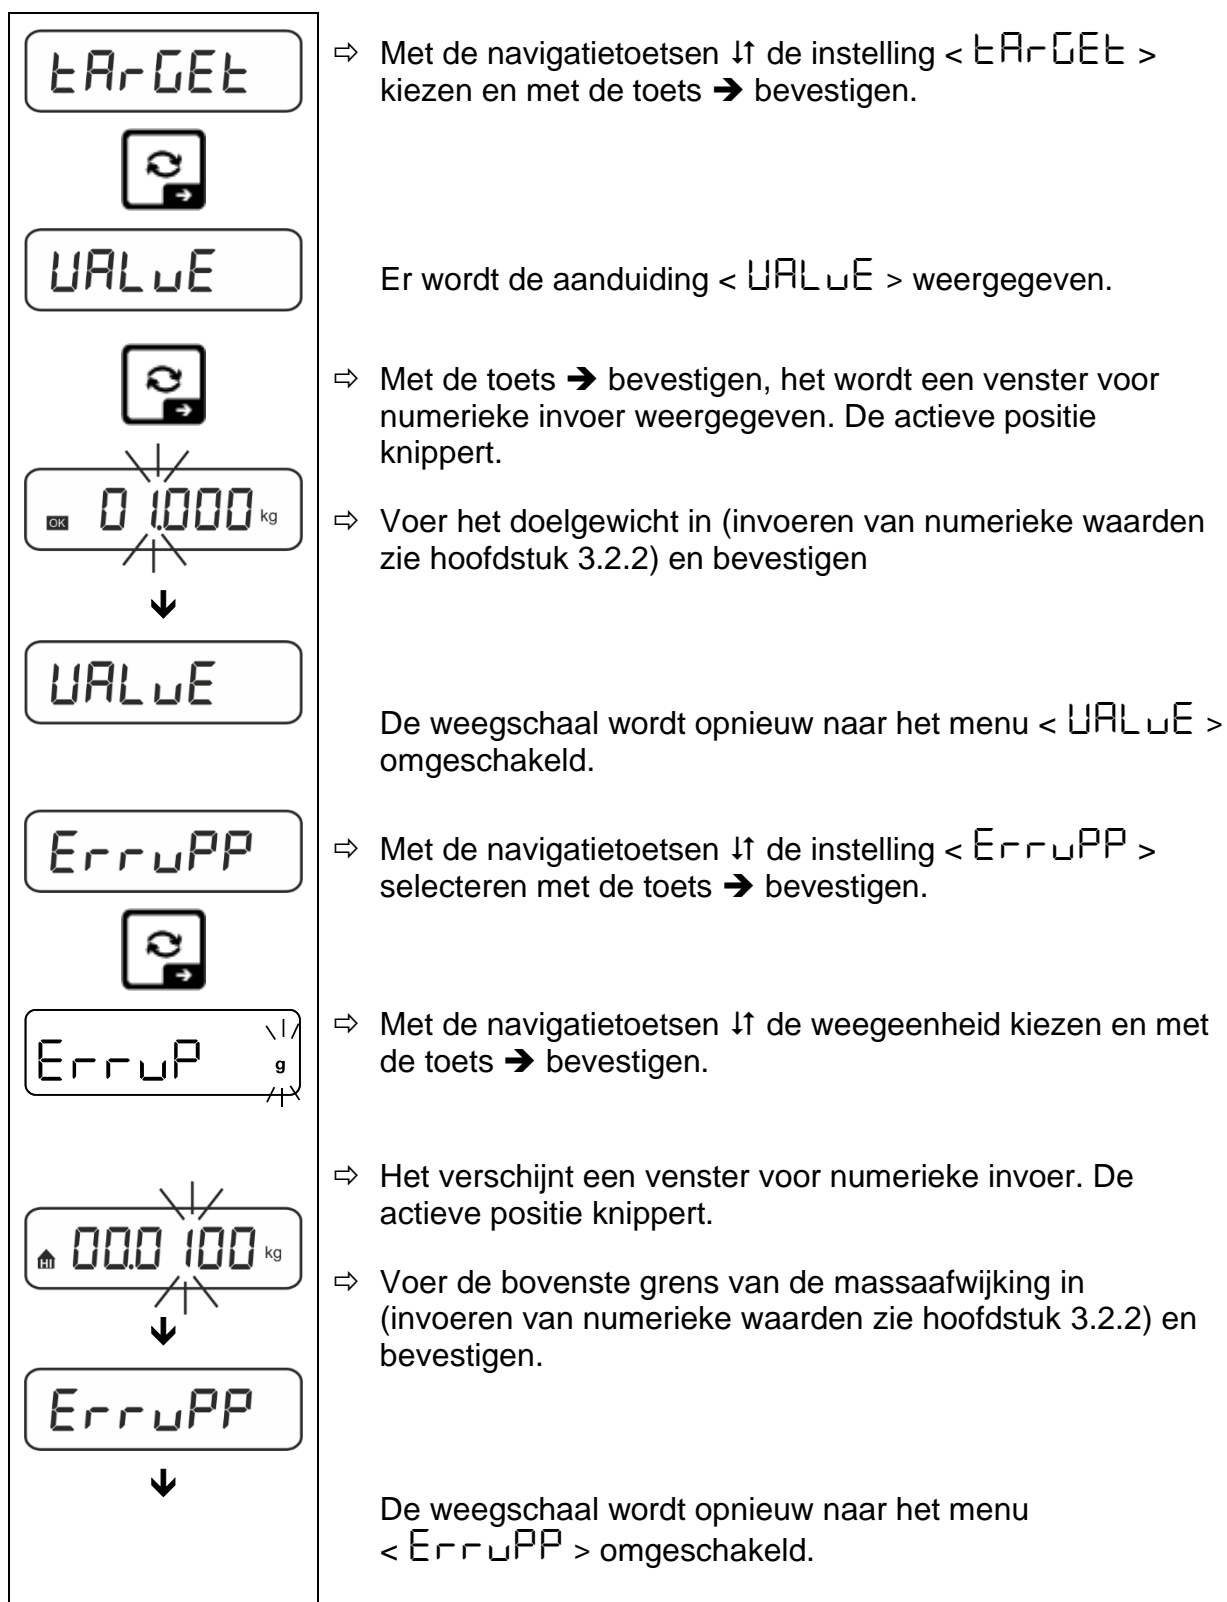 tArGEt
⇨ Met de navigatietoetsen ↓↑ de instelling < tArGEt >
kiezen en met de toets ➔ bevestigen.
VALuE
Er wordt de aanduiding < VALuE > weergegeven.
⇨ Met de toets ➔ bevestigen, het wordt een venster voor
numerieke invoer weergegeven. De actieve positie
knippert.
OK 01.000 kg
⇨ Voer het doelgewicht in (invoeren van numerieke waarden
zie hoofdstuk 3.2.2) en bevestigen
VALuE
De weegschaal wordt opnieuw naar het menu < VALuE >
omgeschakeld.
ErruPP
⇨ Met de navigatietoetsen ↓↑ de instelling < ErruPP >
selecteren met de toets ➔ bevestigen.
ErruP g
⇨ Met de navigatietoetsen ↓↑ de weegeenheid kiezen en met
de toets ➔ bevestigen.
⇨ Het verschijnt een venster voor numerieke invoer. De
actieve positie knippert.
HI 00.0100 kg
⇨ Voer de bovenste grens van de massaafwijking in
(invoeren van numerieke waarden zie hoofdstuk 3.2.2) en
bevestigen.
ErruPP
De weegschaal wordt opnieuw naar het menu
< ErruPP > omgeschakeld.